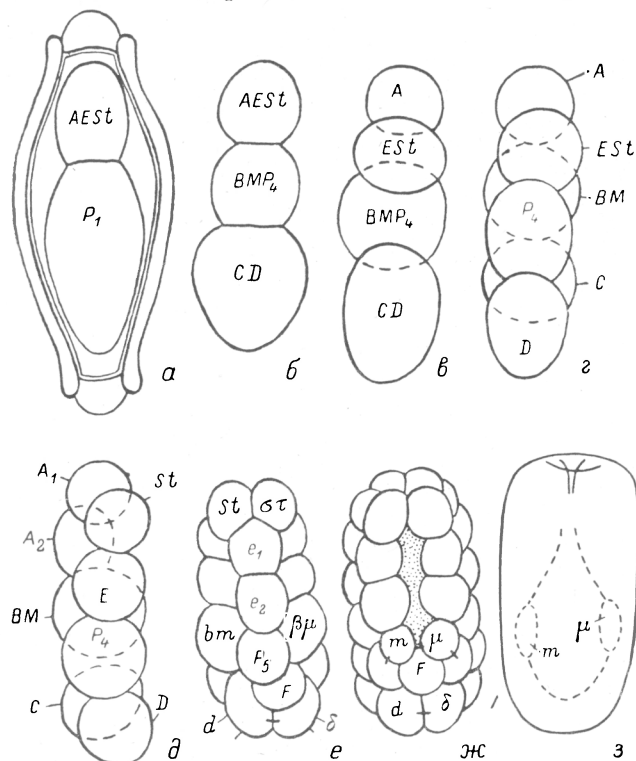 AESt
P₁
а
AESt
BMP₄
CD
б
A
ESt
BMP₄
CD
в
A
ESt
BM
P₄
C
D
г
A₁
St
A₂
E
BM
P₄
C
D
д
St στ
e₁
e₂
bm βμ
P₅
F
d δ
е
m μ
F
d δ
ж
m μ
з